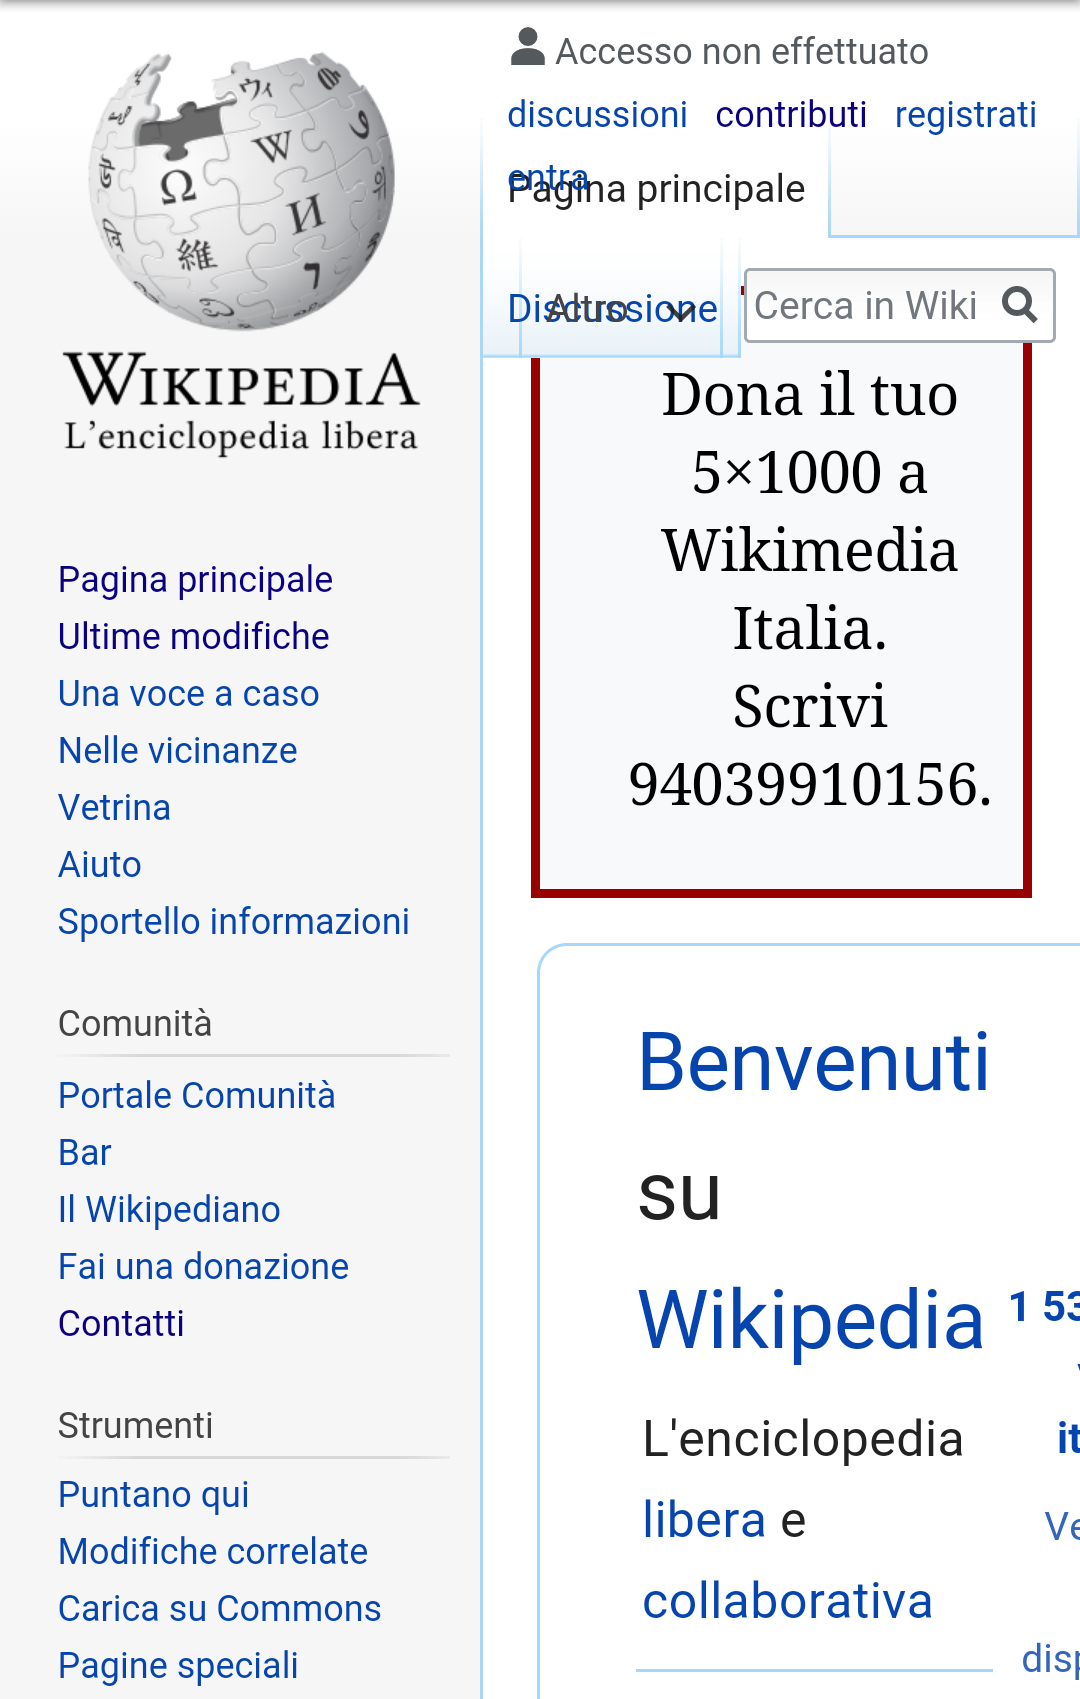 WIKIPEDIA
L'enciclopedia libera
Pagina principale
Ultime modifiche
Una voce a caso
Nelle vicinanze
Vetrina
Aiuto
Sportello informazioni
Comunità
Portale Comunità
Bar
Il Wikipediano
Fai una donazione
Contatti
Strumenti
Puntano qui
Modifiche correlate
Carica su Commons
Pagine speciali
Accesso non effettuato
discussioni contributi registrati
entra
Pagina principale
Discussione
Altro
Cerca in Wiki
Dona il tuo
5×1000 a
Wikimedia
Italia.
Scrivi
94039910156.
Benvenuti
su
Wikipedia
L'enciclopedia
libera e
collaborativa
1 53
it
Ve
disp